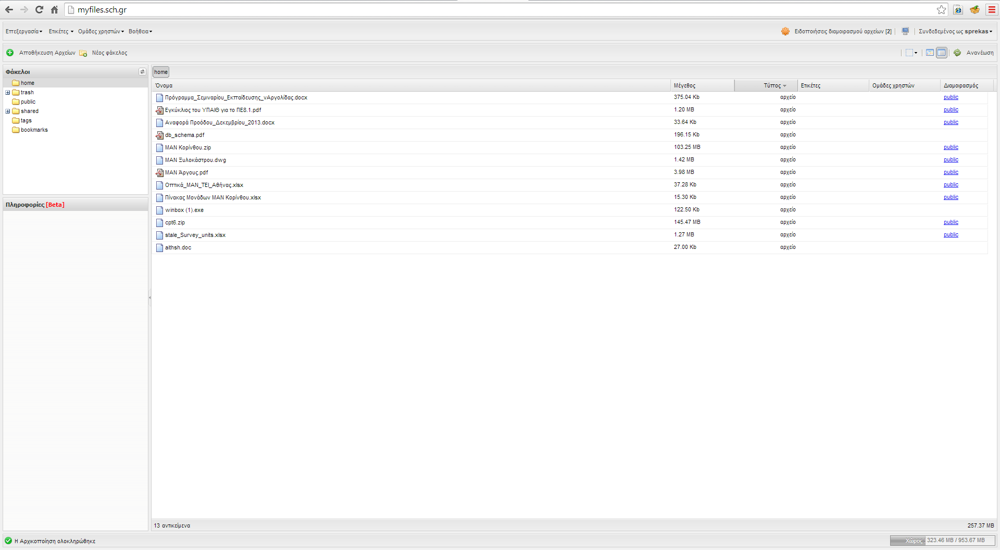 myfiles.sch.gr
Επεξεργασία Ετικέτες Ομάδες χρηστών Βοήθεια Ειδοποιήσεις διαμοιρασμού αρχείων [2] Συνδεδεμένος ως sprekas
Αποθήκευση Αρχείων Νέος φάκελος Ανανέωση
Φάκελοι
home
trash
public
shared
tags
bookmarks
Πληροφορίες [Beta]
home
Όνομα Μέγεθος Τύπος Ετικέτες Ομάδες χρηστών Διαμοιρασμός
Πρόγραμμα_Σεμιναρίου_Εκπαίδευσης_νΑργολίδας.docx 375.04 Kb αρχείο public
Εγκύκλιος του ΥΠΑΙΘ για το ΠΕ8.1.pdf 1.20 MB αρχείο public
Αναφορά Προόδου_Δεκεμβρίου_2013.docx 33.64 Kb αρχείο public
db_schema.pdf 196.15 Kb αρχείο
ΜΑΝ Κορίνθου.zip 103.25 MB αρχείο public
ΜΑΝ Ξυλοκάστρου.dwg 1.42 MB αρχείο public
ΜΑΝ Άργους.pdf 3.98 MB αρχείο public
Οπτικά_ΜΑΝ_ΤΕΙ_Αθήνας.xlsx 37.28 Kb αρχείο public
Πίνακας Μονάδων ΜΑΝ Κορίνθου.xlsx 15.30 Kb αρχείο public
winbox (1).exe 122.50 Kb αρχείο
cpt6.zip 145.47 MB αρχείο public
stale_Survey_units.xlsx 1.27 MB αρχείο public
aithsh.doc 27.00 Kb αρχείο
13 αντικείμενα 257.37 MB
Η Αρχικοποίηση ολοκληρώθηκε Χώρος: 323.46 MB / 953.67 MB